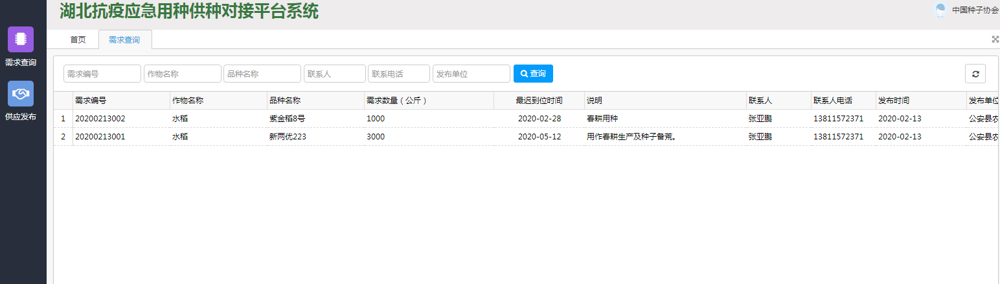 湖北抗疫应急用种供种对接平台系统
中国种子协会
首页 需求查询
需求查询
供应发布
需求编号 作物名称 品种名称 联系人 联系电话 发布单位 查询
需求编号 作物名称 品种名称 需求数量（公斤） 最迟到位时间 说明 联系人 联系人电话 发布时间 发布单位
1 20200213002 水稻 紫金稻8号 1000 2020-02-28 春耕用种 张亚鹏 13811572371 2020-02-13 公安县农
2 20200213001 水稻 新两优223 3000 2020-05-12 用作春耕生产及种子备荒。 张亚鹏 13811572371 2020-02-13 公安县农